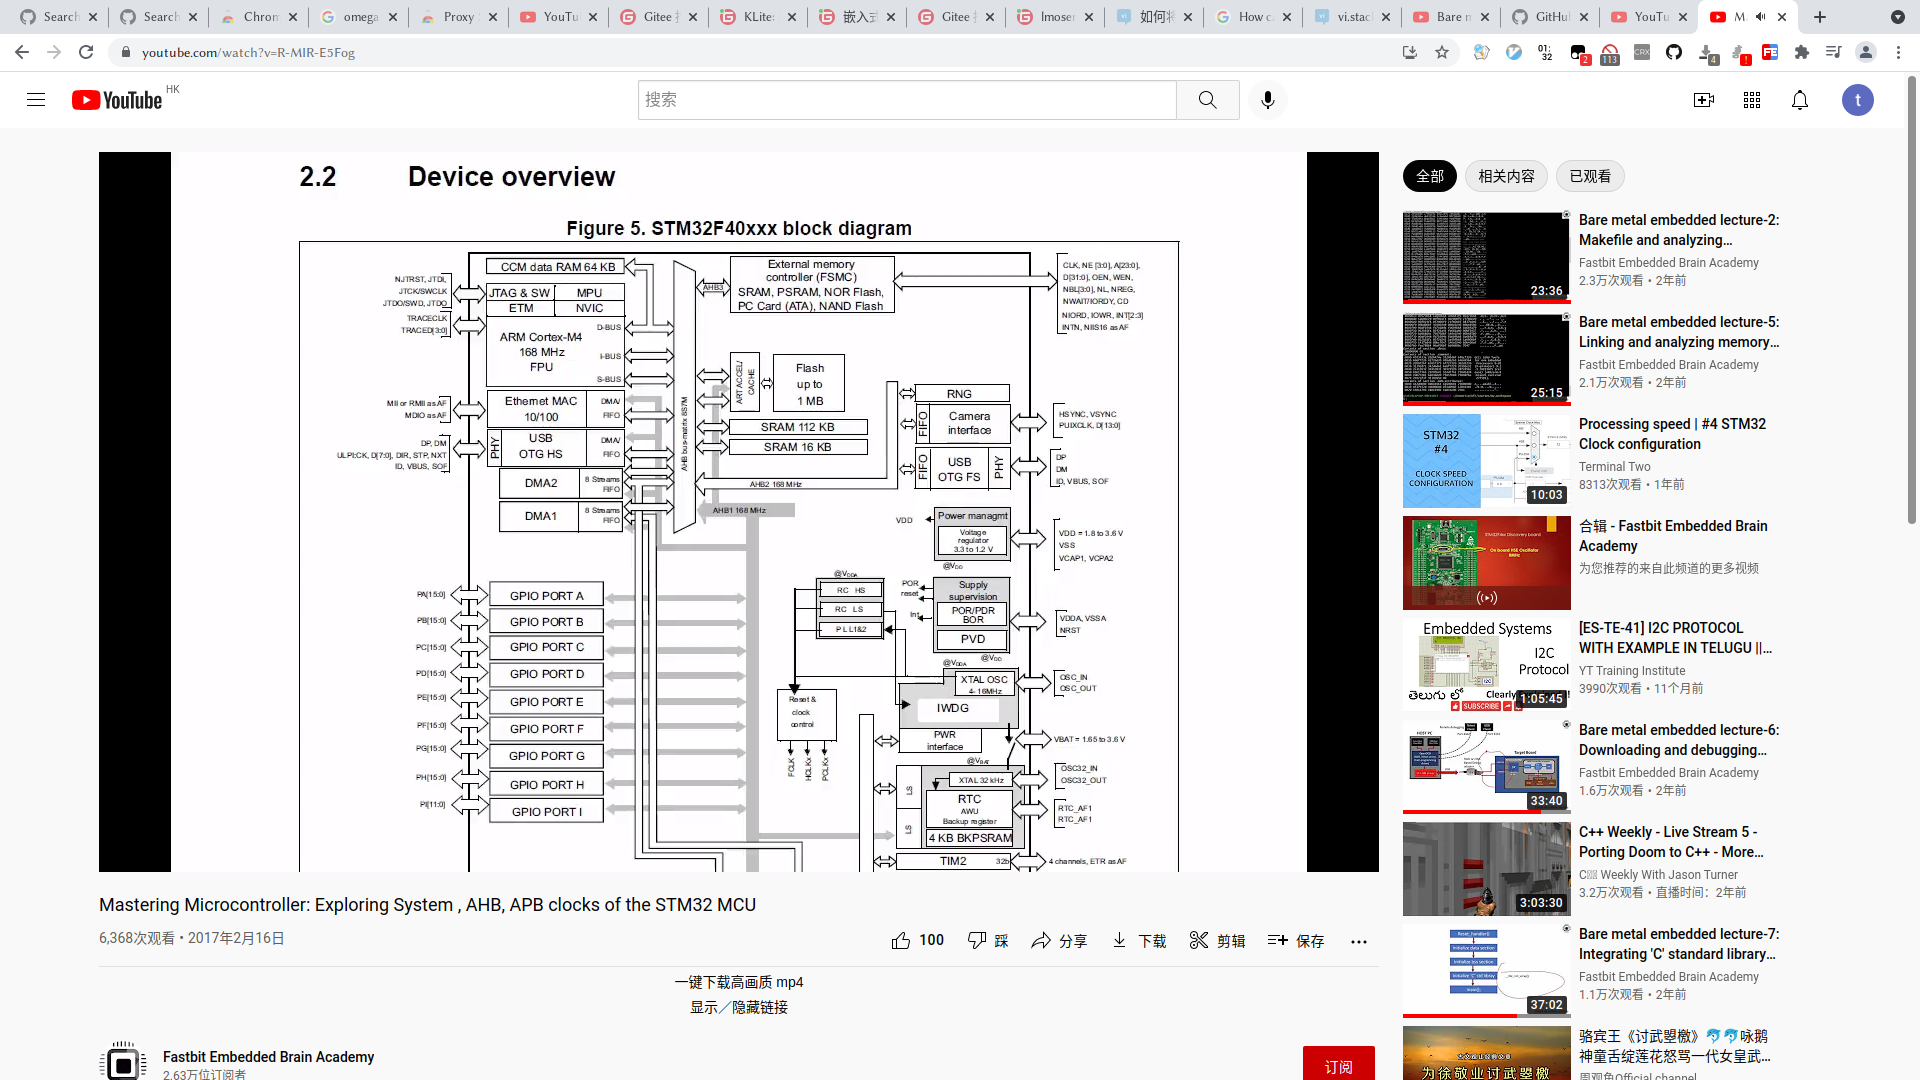 Search
Search
Chrom
omega
Proxy
YouTu
Gitee
KLite
嵌入式
Gitee
lmoser
如何将
How c
vi.stac
Bare m
GitHu
YouTu
M
youtube.com/watch?v=R-MIR-E5Fog
YouTube HK
搜索
t
2.2 Device overview
Figure 5. STM32F40xxx block diagram
CCM data RAM 64 KB
External memory
controller (FSMC)
SRAM, PSRAM, NOR Flash,
PC Card (ATA), NAND Flash
AHB3
CLK, NE [3:0], A[23:0],
D[31:0], OEN, WEN,
NBL[3:0], NL, NREG,
NWAIT/IORDY, CD
NIORD, IOWR, INT[2:3]
INTN, NIIS16 as AF
NJTRST, JTDI,
JTCK/SWCLK
JTDO/SWD, JTDO
TRACECLK
TRACED[3:0]
JTAG & SW MPU
ETM NVIC
ARM Cortex-M4
168 MHz
FPU
D-BUS
I-BUS
S-BUS
AHB bus-matrix 8S7M
ART ACCEL/
CACHE
Flash
up to
1 MB
SRAM 112 KB
SRAM 16 KB
AHB2 168 MHz
AHB1 168 MHz
MII or RMII as AF
MDIO as AF
Ethernet MAC
10/100
DMA/
FIFO
DP, DM
ULPI:CK, D[7:0], DIR, STP, NXT
ID, VBUS, SOF
PHY
USB
OTG HS
DMA/
FIFO
DMA2
8 Streams
FIFO
DMA1
8 Streams
FIFO
RNG
FIFO
Camera
interface
HSYNC, VSYNC
PUIXCLK, D[13:0]
FIFO
USB
OTG FS
PHY
DP
DM
ID, VBUS, SOF
VDD
Power managmt
Voltage
regulator
3.3 to 1.2 V
@VDD
VDD = 1.8 to 3.6 V
VSS
VCAP1, VCPA2
@VDDA
RC HS
RC LS
P L L1&2
POR
reset
Int
Supply
supervision
POR/PDR
BOR
PVD
@VDDA
@VDD
VDDA, VSSA
NRST
XTAL OSC
4- 16MHz
OSC_IN
OSC_OUT
IWDG
Reset &
clock
control
FCLK
HCLKx
PCLKx
PWR
interface
VBAT = 1.65 to 3.6 V
@VBAT
LS
LS
XTAL 32 kHz
OSC32_IN
OSC32_OUT
RTC
AWU
Backup register
RTC_AF1
RTC_AF1
4 KB BKPSRAM
TIM2 32b
4 channels, ETR as AF
PA[15:0] GPIO PORT A
PB[15:0] GPIO PORT B
PC[15:0] GPIO PORT C
PD[15:0] GPIO PORT D
PE[15:0] GPIO PORT E
PF[15:0] GPIO PORT F
PG[15:0] GPIO PORT G
PH[15:0] GPIO PORT H
PI[11:0] GPIO PORT I
Mastering Microcontroller: Exploring System , AHB, APB clocks of the STM32 MCU
6,368次观看 • 2017年2月16日
100 踩 分享 下载 剪辑 保存
一键下载高画质 mp4
显示／隐藏链接
Fastbit Embedded Brain Academy
2.63万位订阅者
订阅
全部 相关内容 已观看
23:36
Bare metal embedded lecture-2:
Makefile and analyzing…
Fastbit Embedded Brain Academy
2.3万次观看 • 2年前
25:15
Bare metal embedded lecture-5:
Linking and analyzing memory…
Fastbit Embedded Brain Academy
2.1万次观看 • 2年前
STM32
#4
CLOCK SPEED
CONFIGURATION
10:03
Processing speed | #4 STM32
Clock configuration
Terminal Two
8313次观看 • 1年前
合辑 - Fastbit Embedded Brain
Academy
为您推荐的来自此频道的更多视频
Embedded Systems
I2C
Protocol
తెలుగు లో
SUBSCRIBE
1:05:45
[ES-TE-41] I2C PROTOCOL
WITH EXAMPLE IN TELUGU ||…
YT Training Institute
3990次观看 • 11个月前
33:40
Bare metal embedded lecture-6:
Downloading and debugging…
Fastbit Embedded Brain Academy
1.6万次观看 • 2年前
3:03:30
C++ Weekly - Live Stream 5 -
Porting Doom to C++ - More…
Weekly With Jason Turner
3.2万次观看 • 直播时间：2年前
37:02
Bare metal embedded lecture-7:
Integrating 'C' standard library…
Fastbit Embedded Brain Academy
1.1万次观看 • 2年前
为徐敬业讨武曌檄
骆宾王《讨武曌檄》🐬🐬咏鹅
神童舌绽莲花怒骂一代女皇武…